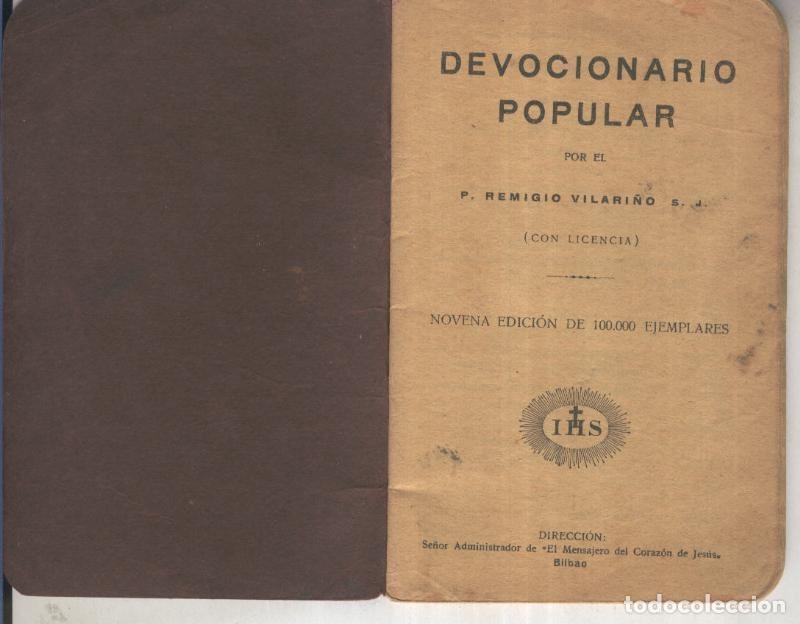 DEVOCIONARIO
POPULAR
POR EL
P. REMIGIO VILARIÑO S. J.
(CON LICENCIA)
NOVENA EDICIÓN DE 100.000 EJEMPLARES
IHS
DIRECCIÓN:
Señor Administrador de "El Mensajero del Corazón de Jesús"
Bilbao
todocoleccion